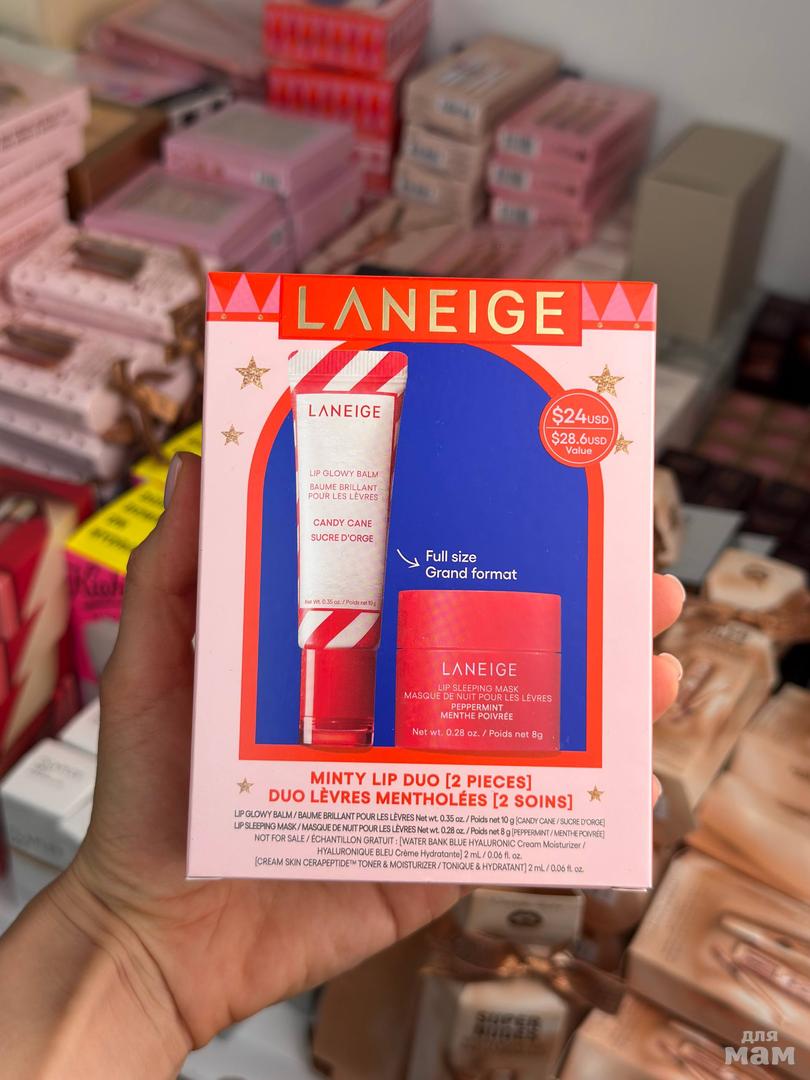 LANEIGE
$24USD
$28.6USD
Value
LANEIGE
LIP GLOWY BALM
BAUME BRILLANT
POUR LES LÈVRES
CANDY CANE
SUCRE D'ORGE
Net Wt. 0.35 oz. / Poids net 10 g
Full size
Grand format
LANEIGE
LIP SLEEPING MASK
MASQUE DE NUIT POUR LES LÈVRES
PEPPERMINT
MENTHE POIVRÉE
Net wt. 0.28 oz. / Poids net 8g
MINTY LIP DUO [2 PIECES]
DUO LÈVRES MENTHOLÉES [2 SOINS]
LIP GLOWY BALM / BAUME BRILLANT POUR LES LÈVRES Net wt. 0.35 oz. / Poids net 10 g [CANDY CANE / SUCRE D'ORGE]
LIP SLEEPING MASK / MASQUE DE NUIT POUR LES LÈVRES Net wt. 0.28 oz. / Poids net 8 g [PEPPERMINT / MENTHE POIVRÉE]
NOT FOR SALE / ÉCHANTILLON GRATUIT : [WATER BANK BLUE HYALURONIC Cream Moisturizer /
HYALURONIQUE BLEU Crème Hydratante] 2 mL / 0.06 fl. oz.
[CREAM SKIN CERAPEPTIDE™ TONER & MOISTURIZER / TONIQUE & HYDRATANT] 2 mL / 0.06 fl. oz.
SUPER
NUDES
для
мам